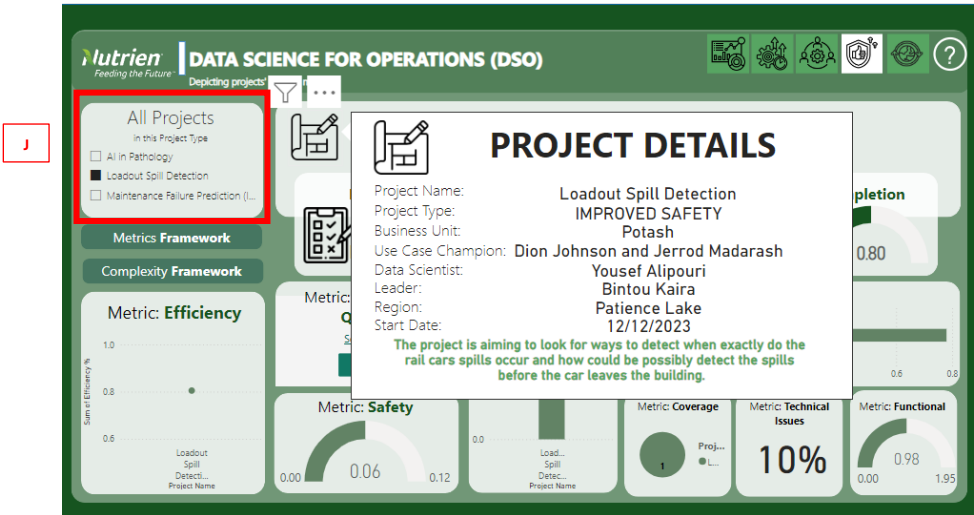 Nutrien
Feeding the Future™
DATA SCIENCE FOR OPERATIONS (DSO)
Depicting projects'
?
J
All Projects
in this Project Type
AI in Pathology
Loadout Spill Detection
Maintenance Failure Prediction (I...
Metrics Framework
Complexity Framework
PROJECT DETAILS
Project Name: Loadout Spill Detection
Project Type: IMPROVED SAFETY
Business Unit: Potash
Use Case Champion: Dion Johnson and Jerrod Madarash
Data Scientist: Yousef Alipouri
Leader: Bintou Kaira
Region: Patience Lake
Start Date: 12/12/2023
The project is aiming to look for ways to detect when exactly do the
rail cars spills occur and how could be possibly detect the spills
before the car leaves the building.
pletion
0.80
Metric: Efficiency
1.0
0.8
0.6
Sum of Efficiency %
Loadout
Spill
Detecti...
Project Name
Metric:
Q
0.6
0.8
Metric: Safety
0.00
0.06
0.12
0.0
Load...
Spill
Detec...
Project Name
Metric: Coverage
1
Proj...
L...
Metric: Technical
Issues
10%
Metric: Functional
0.98
0.00
1.95